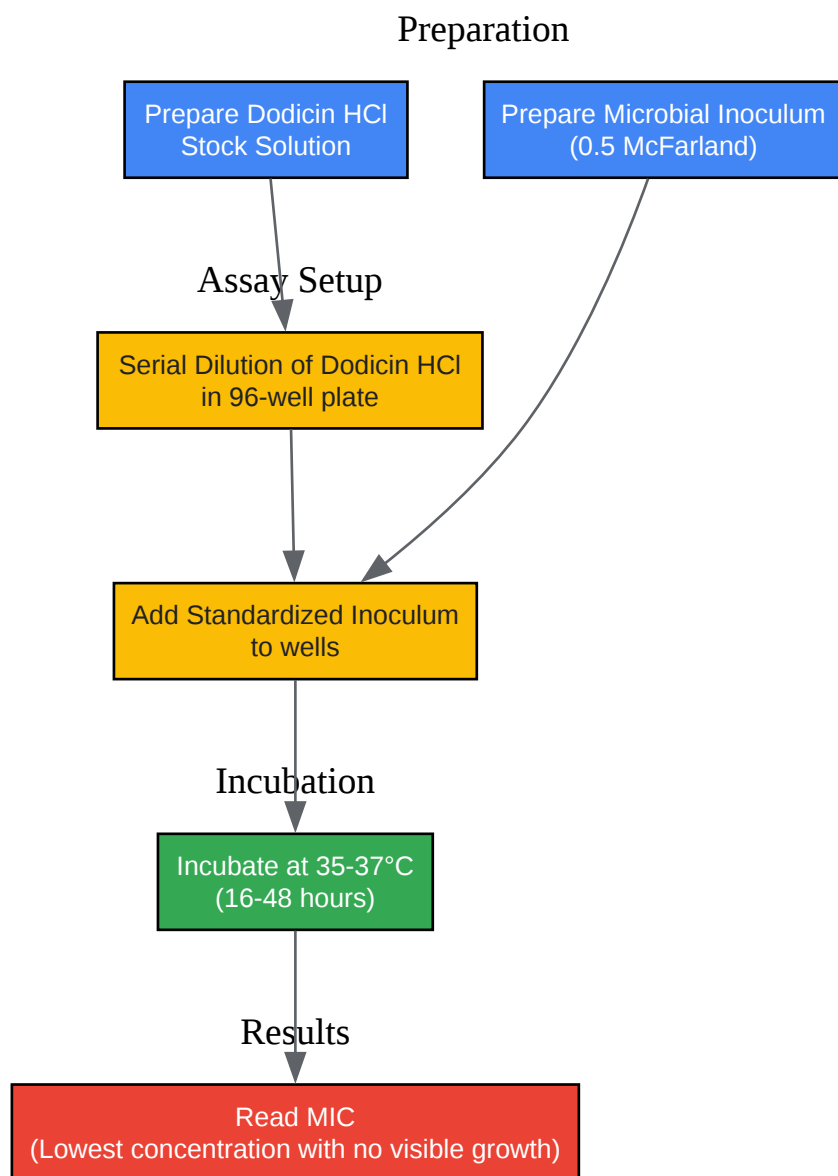 Preparation
Prepare Dodicin HCl
Stock Solution
Prepare Microbial Inoculum
(0.5 McFarland)
Assay Setup
Serial Dilution of Dodicin HCl
in 96-well plate
Add Standardized Inoculum
to wells
Incubation
Incubate at 35-37°C
(16-48 hours)
Results
Read MIC
(Lowest concentration with no visible growth)